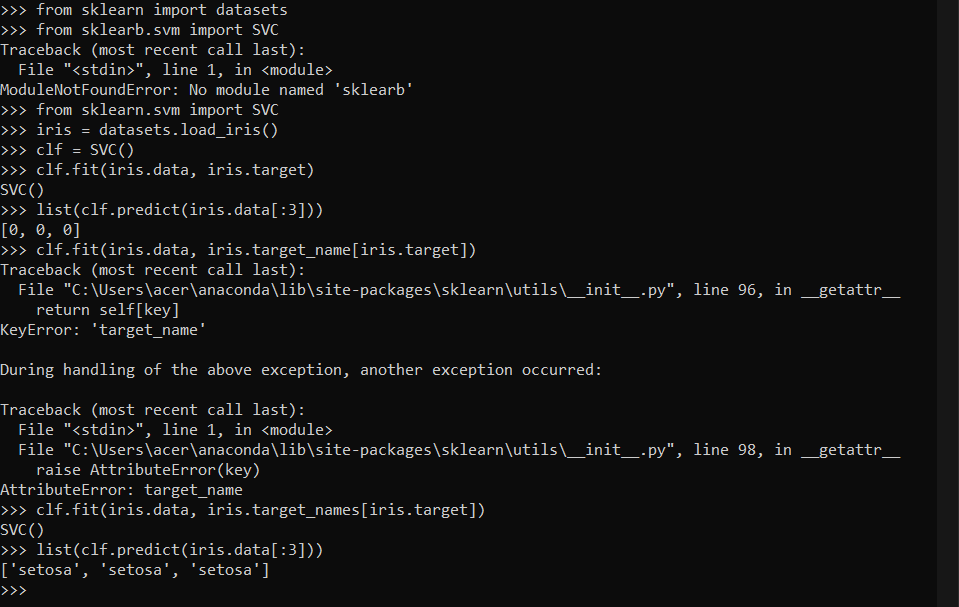 >>> from sklearn import datasets
>>> from sklearb.svm import SVC
Traceback (most recent call last):
  File "<stdin>", line 1, in <module>
ModuleNotFoundError: No module named 'sklearb'
>>> from sklearn.svm import SVC
>>> iris = datasets.load_iris()
>>> clf = SVC()
>>> clf.fit(iris.data, iris.target)
SVC()
>>> list(clf.predict(iris.data[:3]))
[0, 0, 0]
>>> clf.fit(iris.data, iris.target_name[iris.target])
Traceback (most recent call last):
  File "C:\Users\acer\anaconda\lib\site-packages\sklearn\utils\__init__.py", line 96, in __getattr__
    return self[key]
KeyError: 'target_name'

During handling of the above exception, another exception occurred:

Traceback (most recent call last):
  File "<stdin>", line 1, in <module>
  File "C:\Users\acer\anaconda\lib\site-packages\sklearn\utils\__init__.py", line 98, in __getattr__
    raise AttributeError(key)
AttributeError: target_name
>>> clf.fit(iris.data, iris.target_names[iris.target])
SVC()
>>> list(clf.predict(iris.data[:3]))
['setosa', 'setosa', 'setosa']
>>>